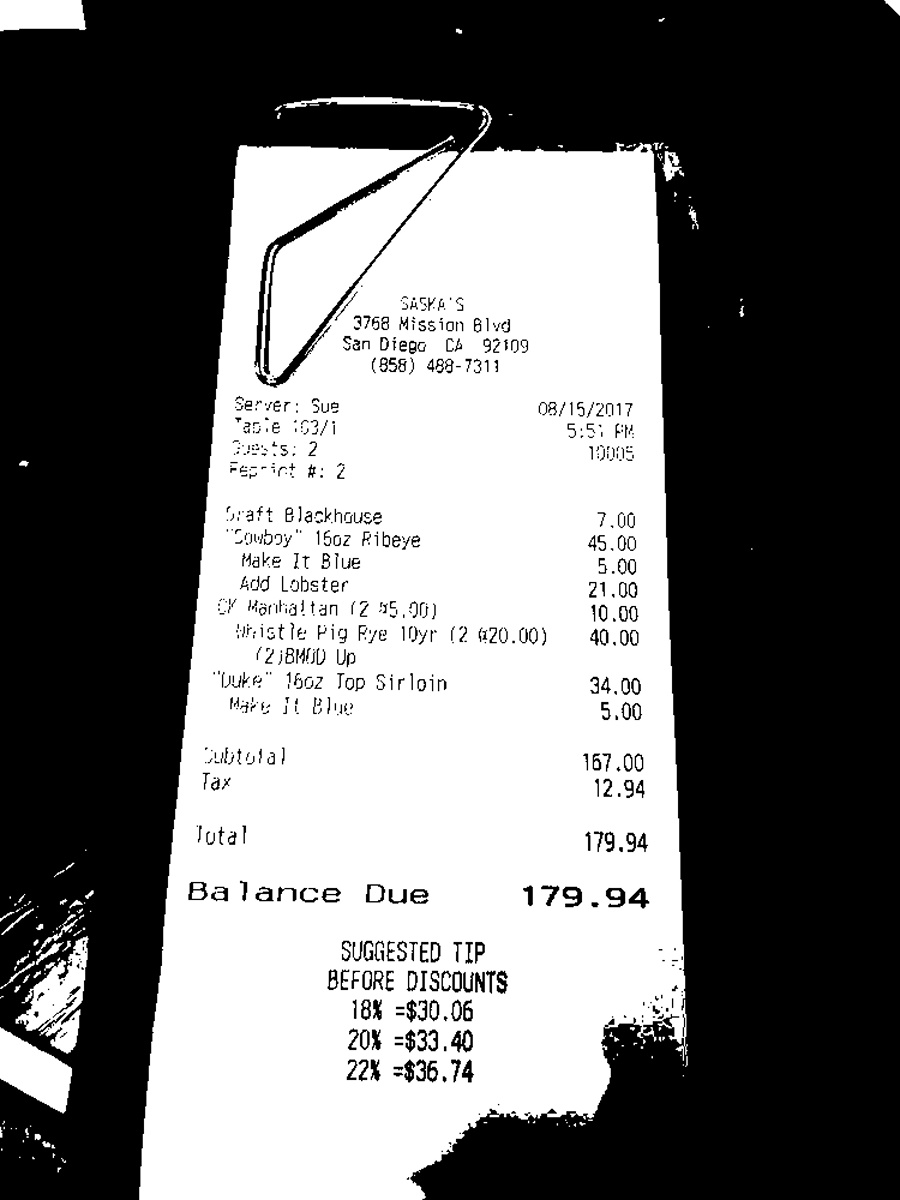 SASKA'S
3768 Mission Blvd
San Diego CA 92109
(858) 488-7311
Server: Sue 08/15/2017
Table 163/1 5:51 PM
Guests: 2 10005
Reprint #: 2
Draft Blackhouse 7.00
"Cowboy" 16oz Ribeye 45.00
Make It Blue 5.00
Add Lobster 21.00
CK Manhattan (2 @5.00) 10.00
Whistle Pig Rye 10yr (2 @20.00) 40.00
(2)BMOD Up
"Duke" 16oz Top Sirloin 34.00
Make It Blue 5.00
Subtotal 167.00
Tax 12.94
Total 179.94
Balance Due 179.94
SUGGESTED TIP
BEFORE DISCOUNTS
18% =$30.06
20% =$33.40
22% =$36.74